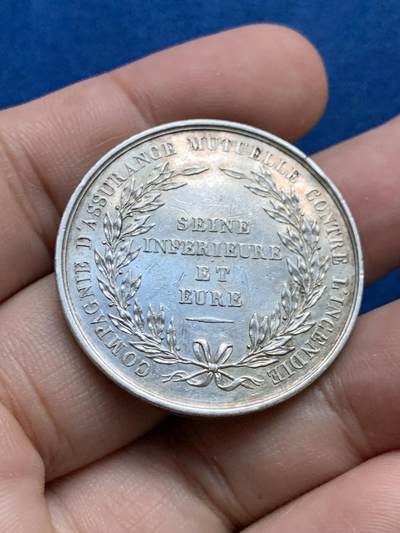 COMPAGNIE D'ASSURANCE MUTUELLE CONTRE L'INCENDIE
SEINE
INFERIEURE
ET
EURE